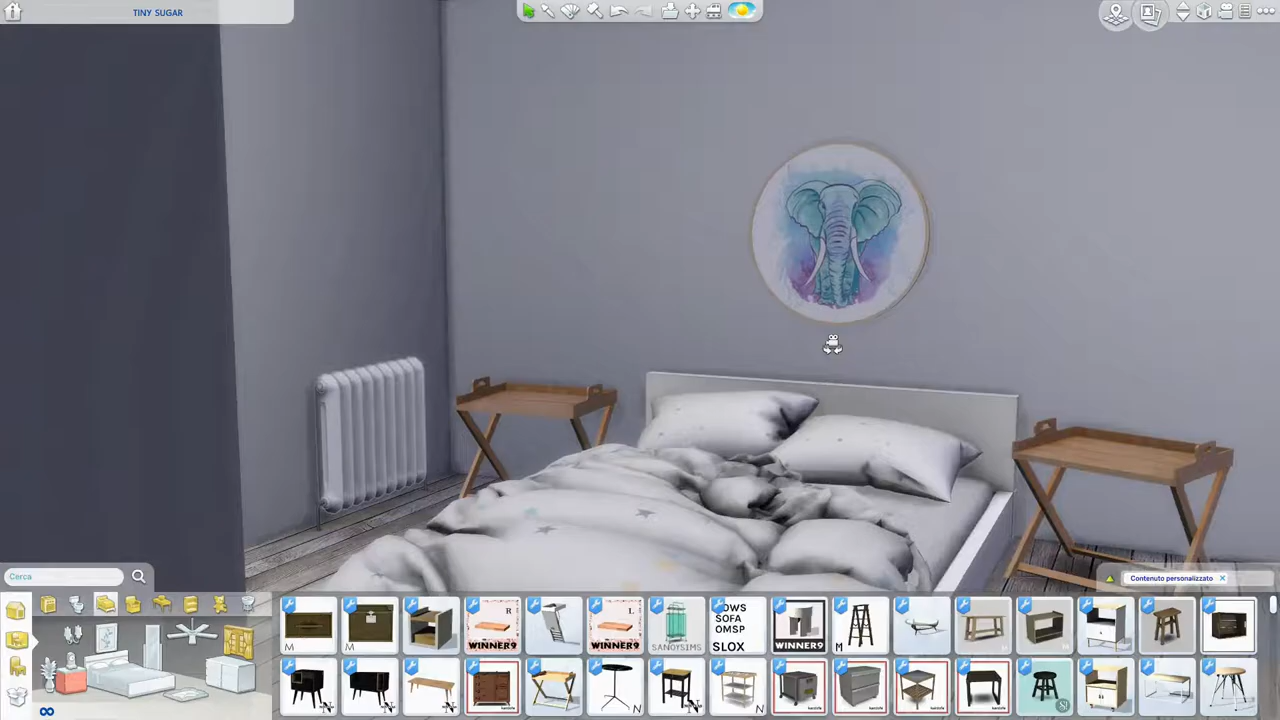 TINY SUGAR
Cerca
Contenuto personalizzato
M
M
R
WINNER9
L
WINNER9
SANOYSIMS
OWS
SOFA
OMSP
SLOX
WINNER9
M
N
N
N
N
N